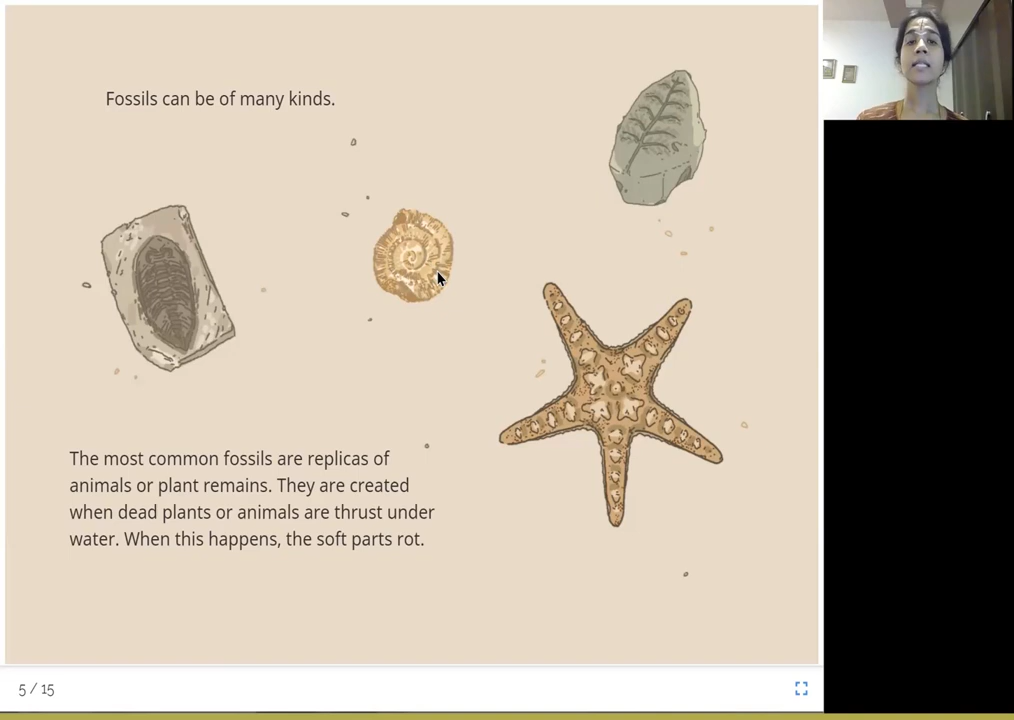 Fossils can be of many kinds.
The most common fossils are replicas of
animals or plant remains. They are created
when dead plants or animals are thrust under
water. When this happens, the soft parts rot.
5 / 15